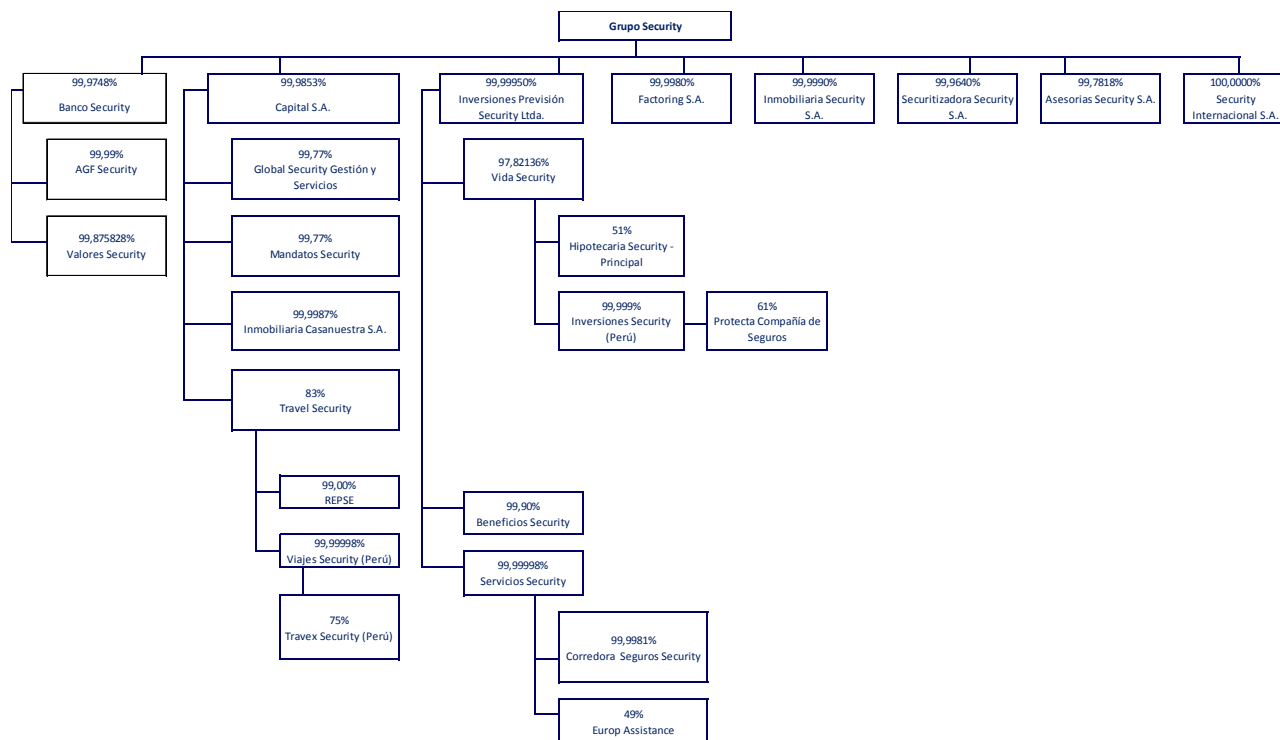 Grupo Security
99,9748%
Banco Security
99,9853%
Capital S.A.
99,99950%
Inversiones Previsión
Security Ltda.
99,9980%
Factoring S.A.
99,9990%
Inmobiliaria Security
S.A.
99,9640%
Securitizadora Security
S.A.
99,7818%
Asesorias Security S.A.
100,0000%
Security
Internacional S.A.
99,99%
AGF Security
99,77%
Global Security Gestión y
Servicios
97,82136%
Vida Security
99,875828%
Valores Security
99,77%
Mandatos Security
51%
Hipotecaria Security -
Principal
99,9987%
Inmobiliaria Casanuestra S.A.
99,999%
Inversiones Security
(Perú)
61%
Protecta Compañía de
Seguros
83%
Travel Security
99,00%
REPSE
99,90%
Beneficios Security
99,99998%
Viajes Security (Perú)
99,99998%
Servicios Security
75%
Travex Security (Perú)
99,9981%
Corredora Seguros Security
49%
Europ Assistance